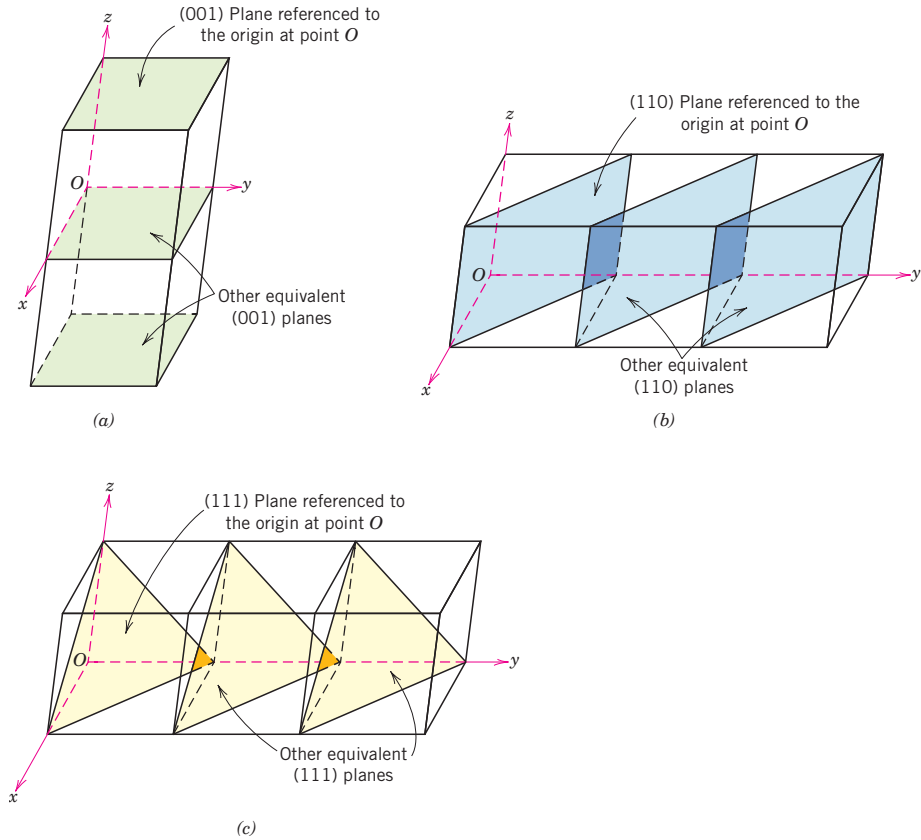 z
(001) Plane referenced to
the origin at point O
O
y
x
Other equivalent
(001) planes
(a)
z
(110) Plane referenced to the
origin at point O
O
y
x
Other equivalent
(110) planes
(b)
z
(111) Plane referenced to
the origin at point O
O
y
x
Other equivalent
(111) planes
(c)